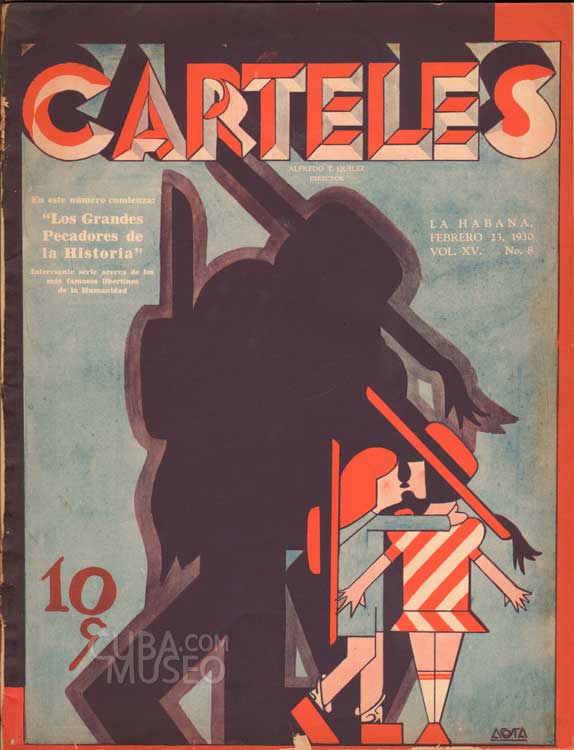 CARTELES
ALFREDO T. QUILEZ
DIRECTOR
En este número comienza:
"Los Grandes
Pecadores de
la Historia"
Interesante serie acerca de los
más famosos libertinos
de la Humanidad
LA HABANA,
FEBRERO 23, 1930
VOL. XV. No. 8
10
¢
CUBA.COM
MUSEO